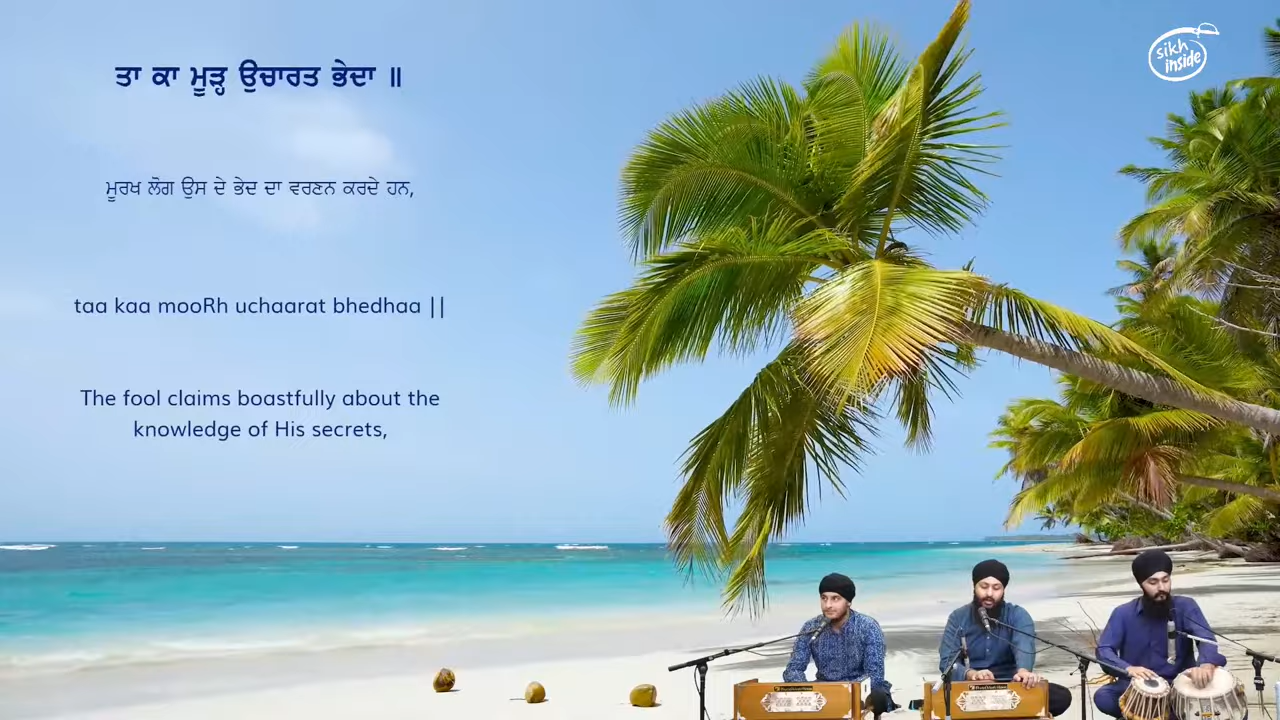 ਤਾ ਕਾ ਮੂੜ੍ਹ ਉਚਾਰਤ ਭੇਦਾ ॥
ਮੂਰਖ ਲੋਗ ਉਸ ਦੇ ਭੇਦ ਦਾ ਵਰਣਨ ਕਰਦੇ ਹਨ,
taa kaa mooRh uchaarat bhedhaa ||
The fool claims boastfully about the
knowledge of His secrets,
sikh
inside